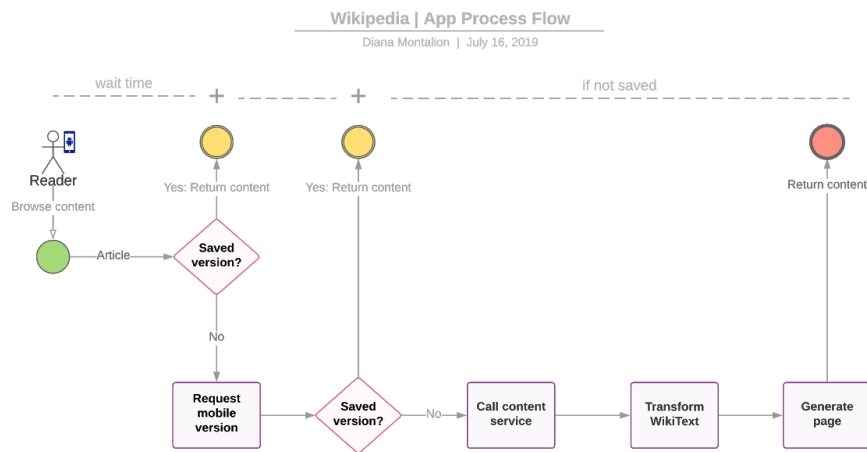 Wikipedia | App Process Flow
Diana Montalion | July 16, 2019
wait time
if not saved
Reader
Browse content
Yes: Return content
Yes: Return content
Return content
Article
Saved
version?
No
Request
mobile
version
Saved
version?
No
Call content
service
Transform
WikiText
Generate
page